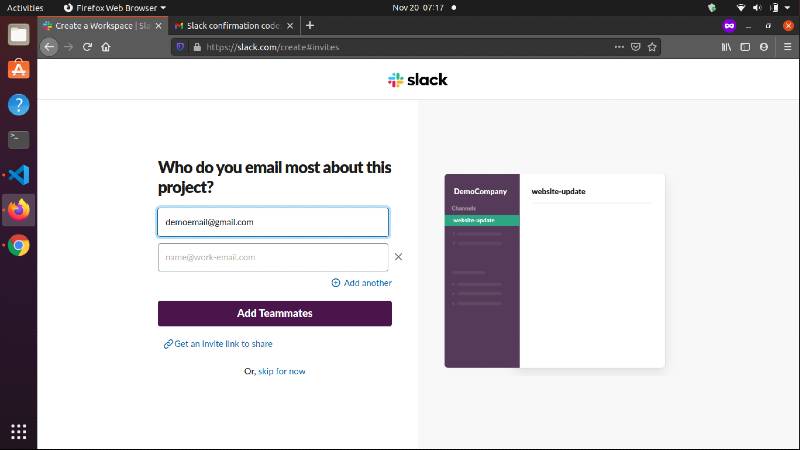 Activities
Firefox Web Browser
Nov 20 07:17
Create a Workspace | Sla
Slack confirmation code
https://slack.com/create#invites
slack
Who do you email most about this
project?
demoemail@gmail.com
name@work-email.com
Add another
Add Teammates
Get an invite link to share
Or, skip for now
DemoCompany
Channels
website-update
website-update